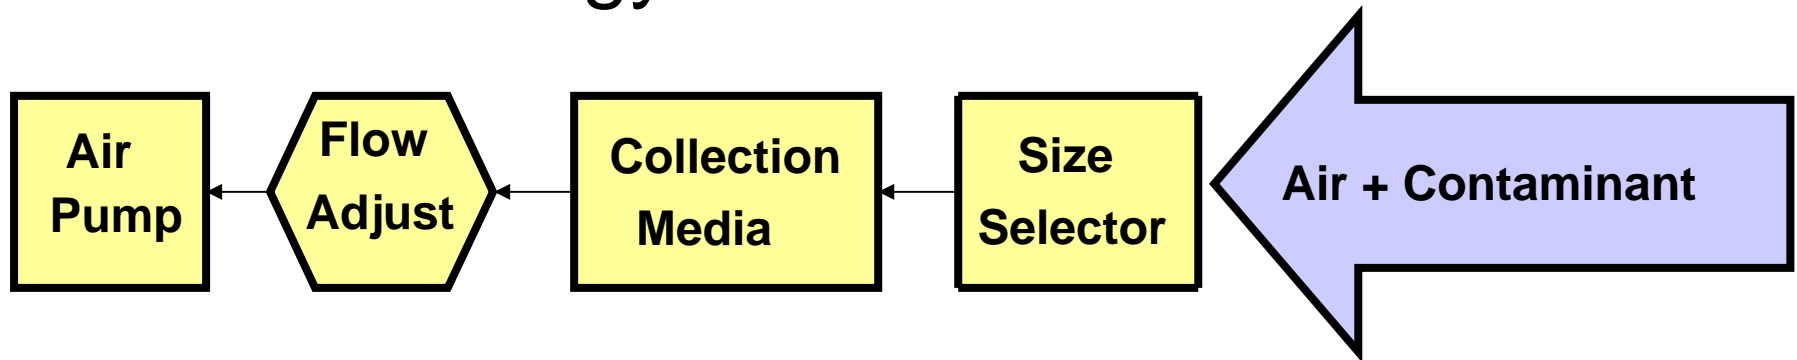 Air
Pump
Flow
Adjust
Collection
Media
Size
Selector
Air + Contaminant